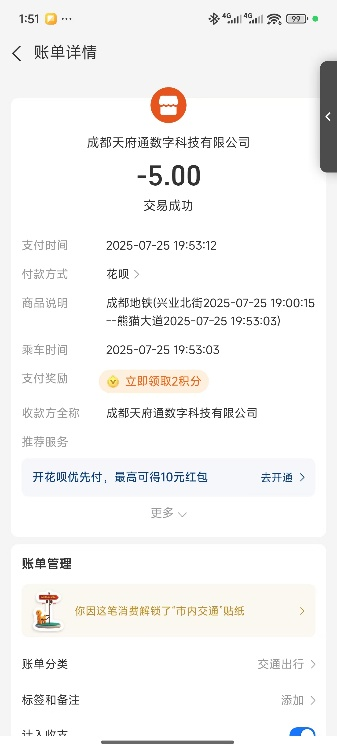 1:51 ··· 4G 4G 99
账单详情
成都天府通数字科技有限公司
-5.00
交易成功
支付时间 2025-07-25 19:53:12
付款方式 花呗
商品说明 成都地铁(兴业北街2025-07-25 19:00:15
--熊猫大道2025-07-25 19:53:03)
乘车时间 2025-07-25 19:53:03
支付奖励 立即领取2积分
收款方全称 成都天府通数字科技有限公司
推荐服务
开花呗优先付，最高可得10元红包 去开通
更多
账单管理
你因这笔消费解锁了“市内交通”贴纸
账单分类 交通出行
标签和备注 添加
计入收支